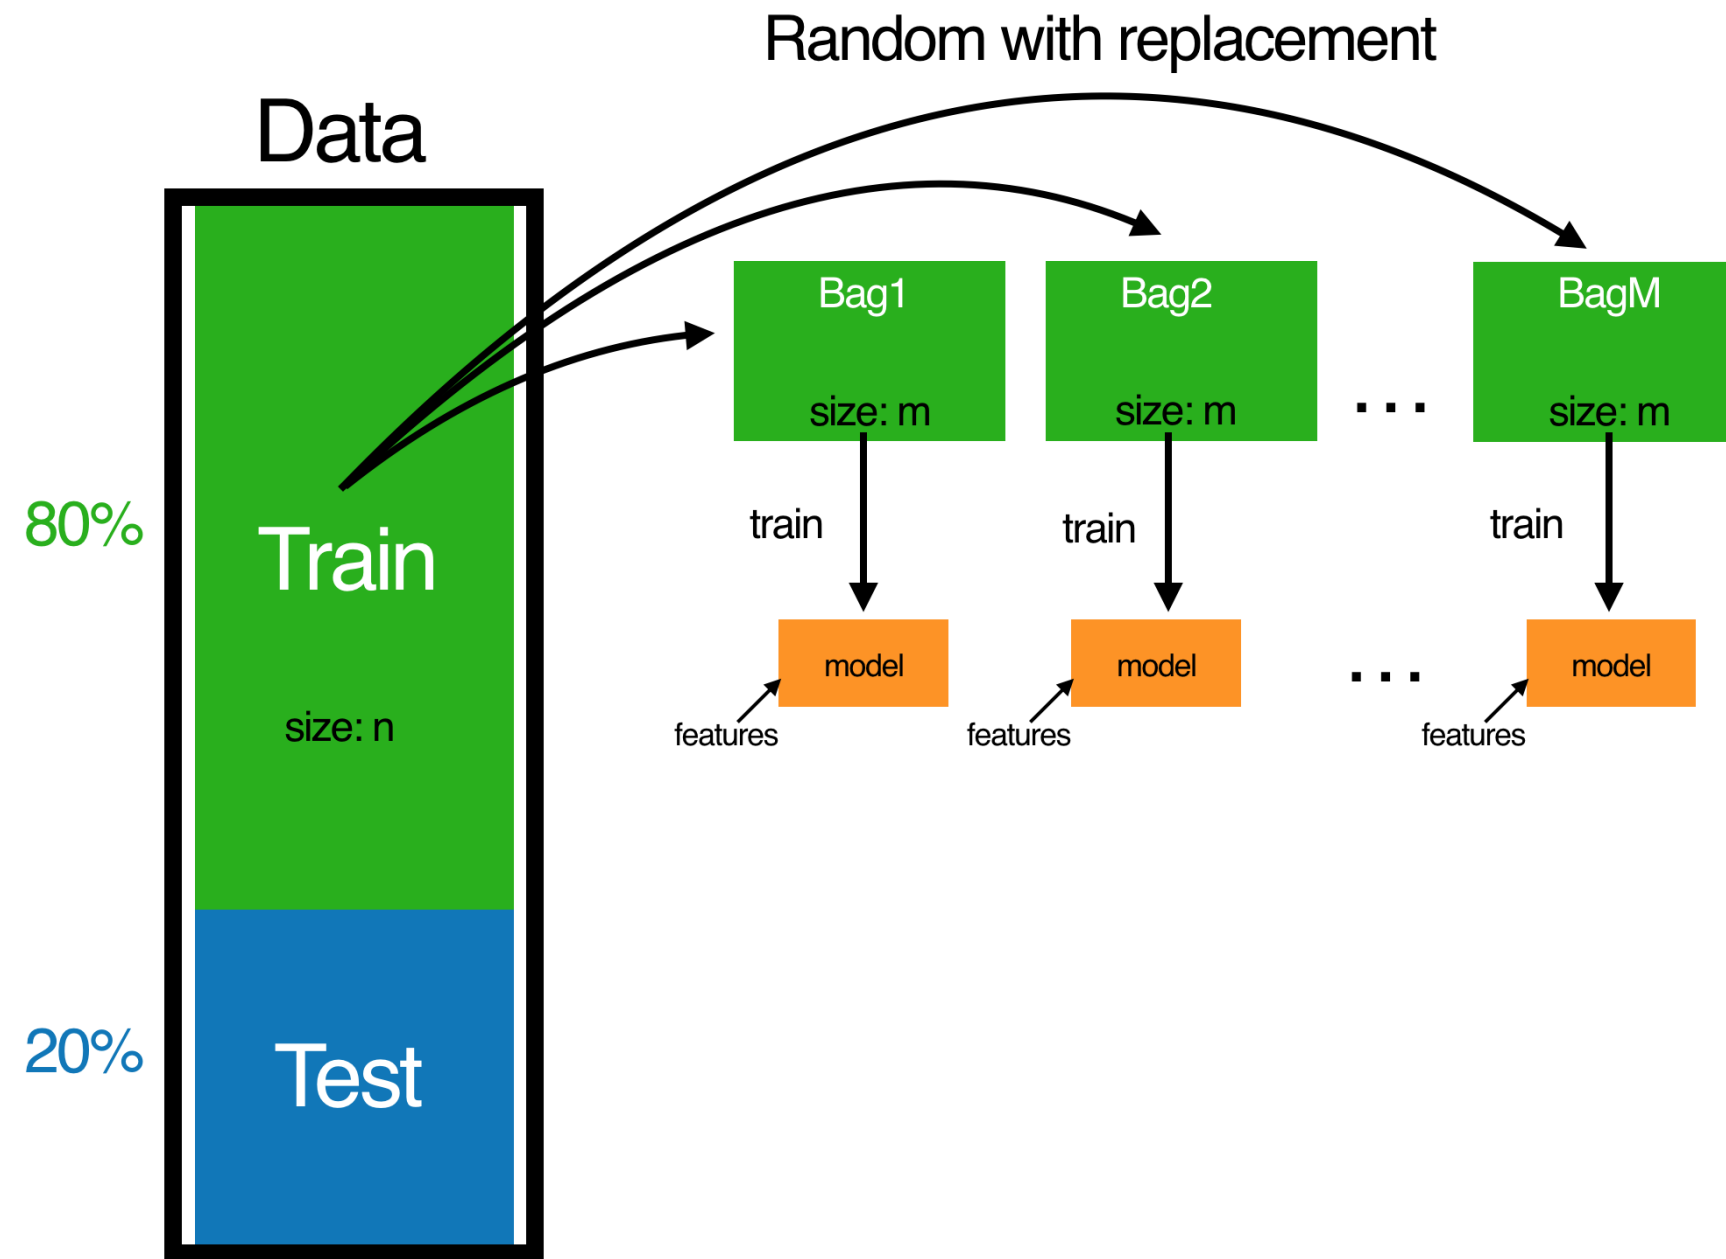 Random with replacement
Data
Bag1
Bag2
BagM
size: m
size: m
. . .
size: m
80%
Train
train
train
train
model
model
. . .
model
size: n
features
features
features
20%
Test